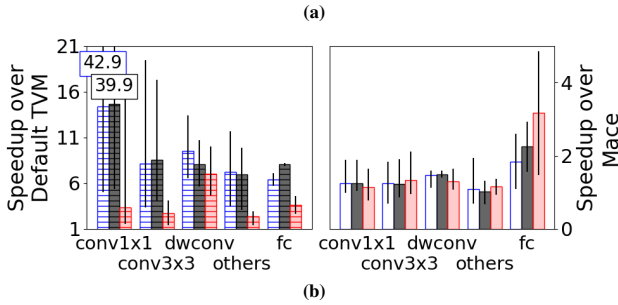 (a)
Speedup over
Default TVM
21
16
11
6
1
42.9
39.9
conv1x1 dwconv fc
conv3x3 others
conv1x1 dwconv fc
conv3x3 others
4
2
0
Speedup over
Mace
(b)